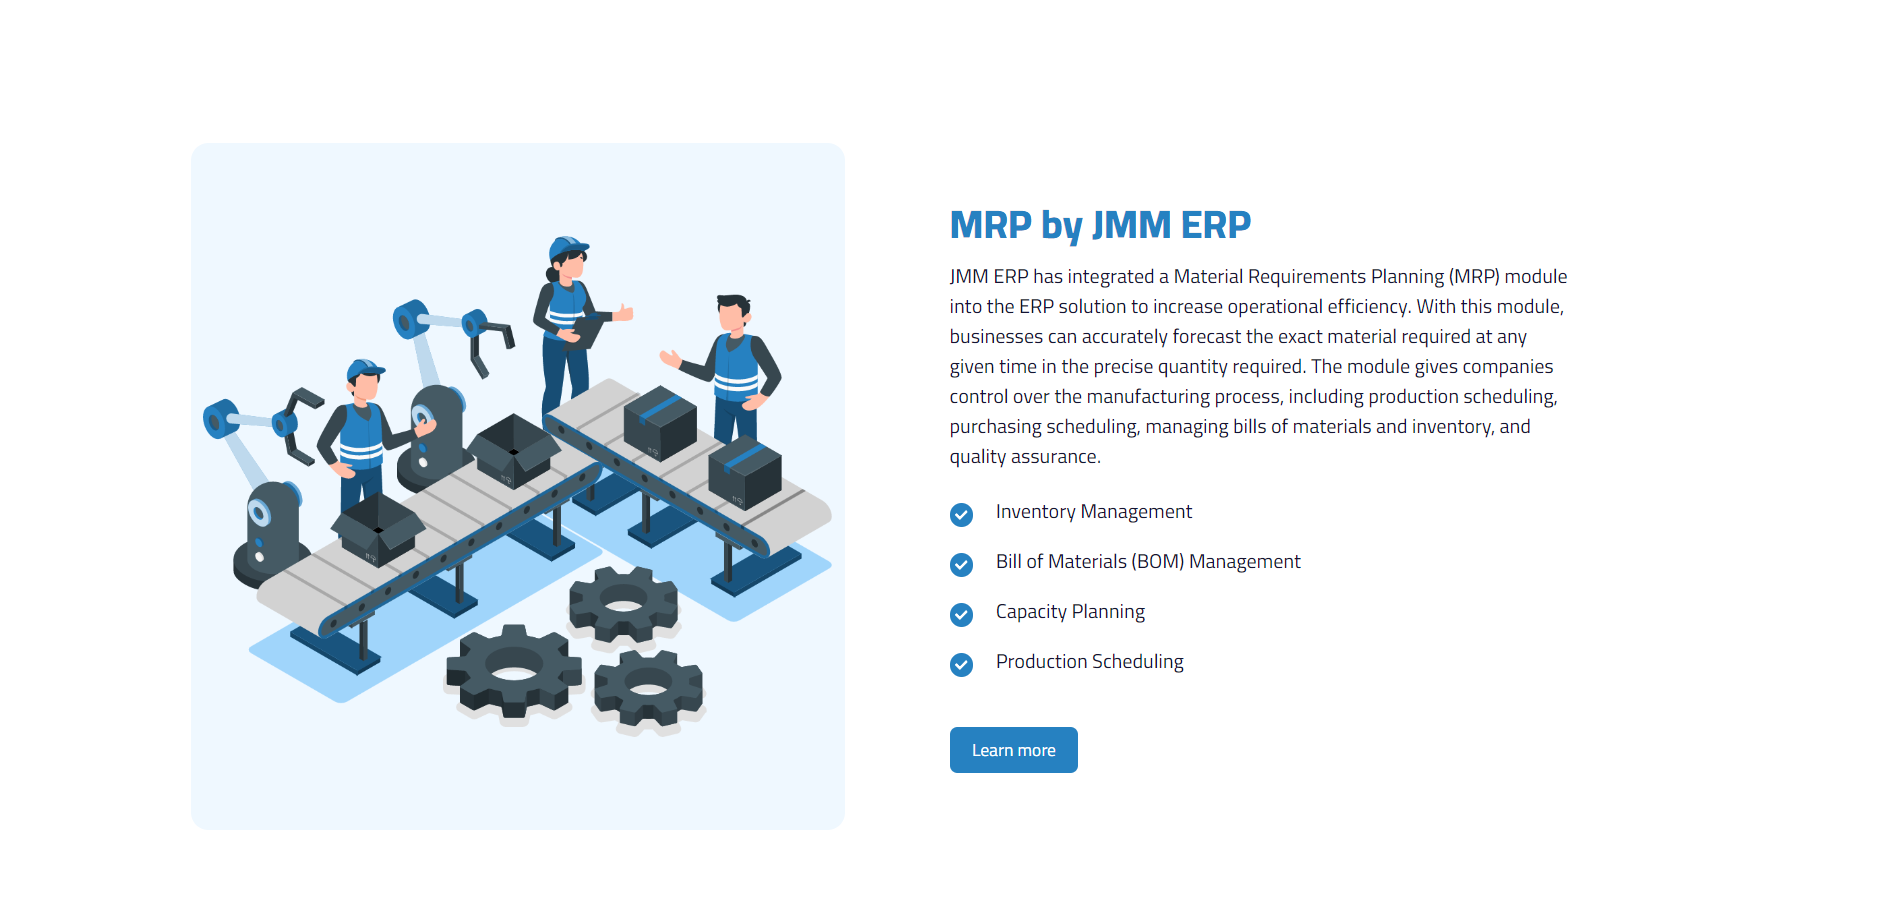 MRP by JMM ERP
JMM ERP has integrated a Material Requirements Planning (MRP) module
into the ERP solution to increase operational efficiency. With this module,
businesses can accurately forecast the exact material required at any
given time in the precise quantity required. The module gives companies
control over the manufacturing process, including production scheduling,
purchasing scheduling, managing bills of materials and inventory, and
quality assurance.
Inventory Management
Bill of Materials (BOM) Management
Capacity Planning
Production Scheduling
Learn more